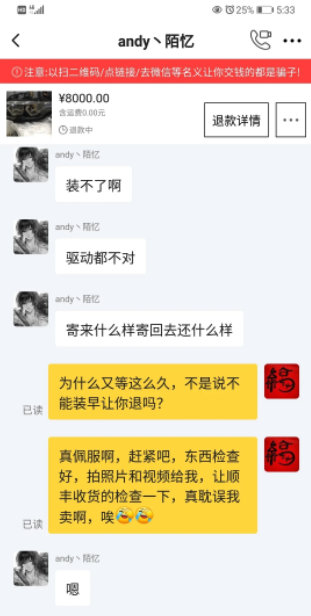 25% 5:33
andy丶陌忆
注意:以扫二维码/点链接/去微信等名义让你交钱的都是骗子!
¥8000.00
含运费0.00元
退款中
退款详情
andy丶陌忆
装不了啊
andy丶陌忆
驱动都不对
andy丶陌忆
寄来什么样寄回去还什么样
为什么又等这么久，不是说不
能装早让你退吗？
已读
真佩服啊，赶紧吧，东西检查
好，拍照片和视频给我，让顺
丰收货的检查一下，真耽误我
卖啊，唉
已读
andy丶陌忆
嗯